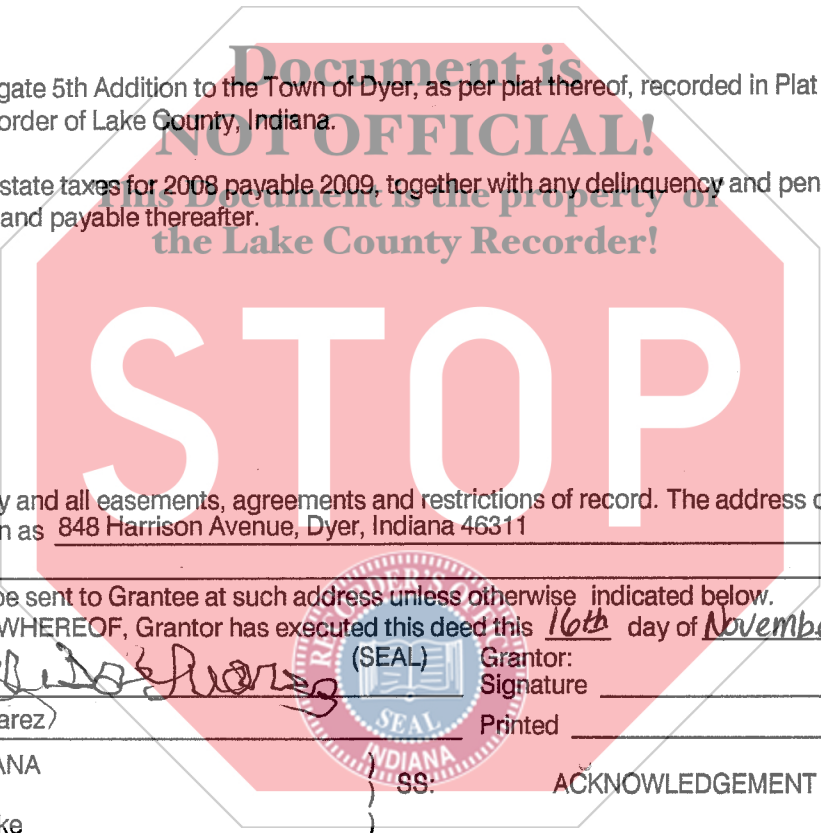 Document is
gate 5th Addition to the Town of Dyer, as per plat thereof, recorded in Plat
order of Lake County, Indiana.
NOT OFFICIAL!
state taxes for 2008 payable 2009, together with any delinquency and pen
This Document is the property of
and payable thereafter.
the Lake County Recorder!
STOP
y and all easements, agreements and restrictions of record. The address o
n as 848 Harrison Avenue, Dyer, Indiana 46311
be sent to Grantee at such address unless otherwise indicated below.
WHEREOF, Grantor has executed this deed this 16th day of Novembe
(SEAL) Grantor:
Signature
arez) Printed
RECORDER'S OFFICE
SEAL
INDIANA
ANA
) SS: ACKNOWLEDGEMENT
)
ke )